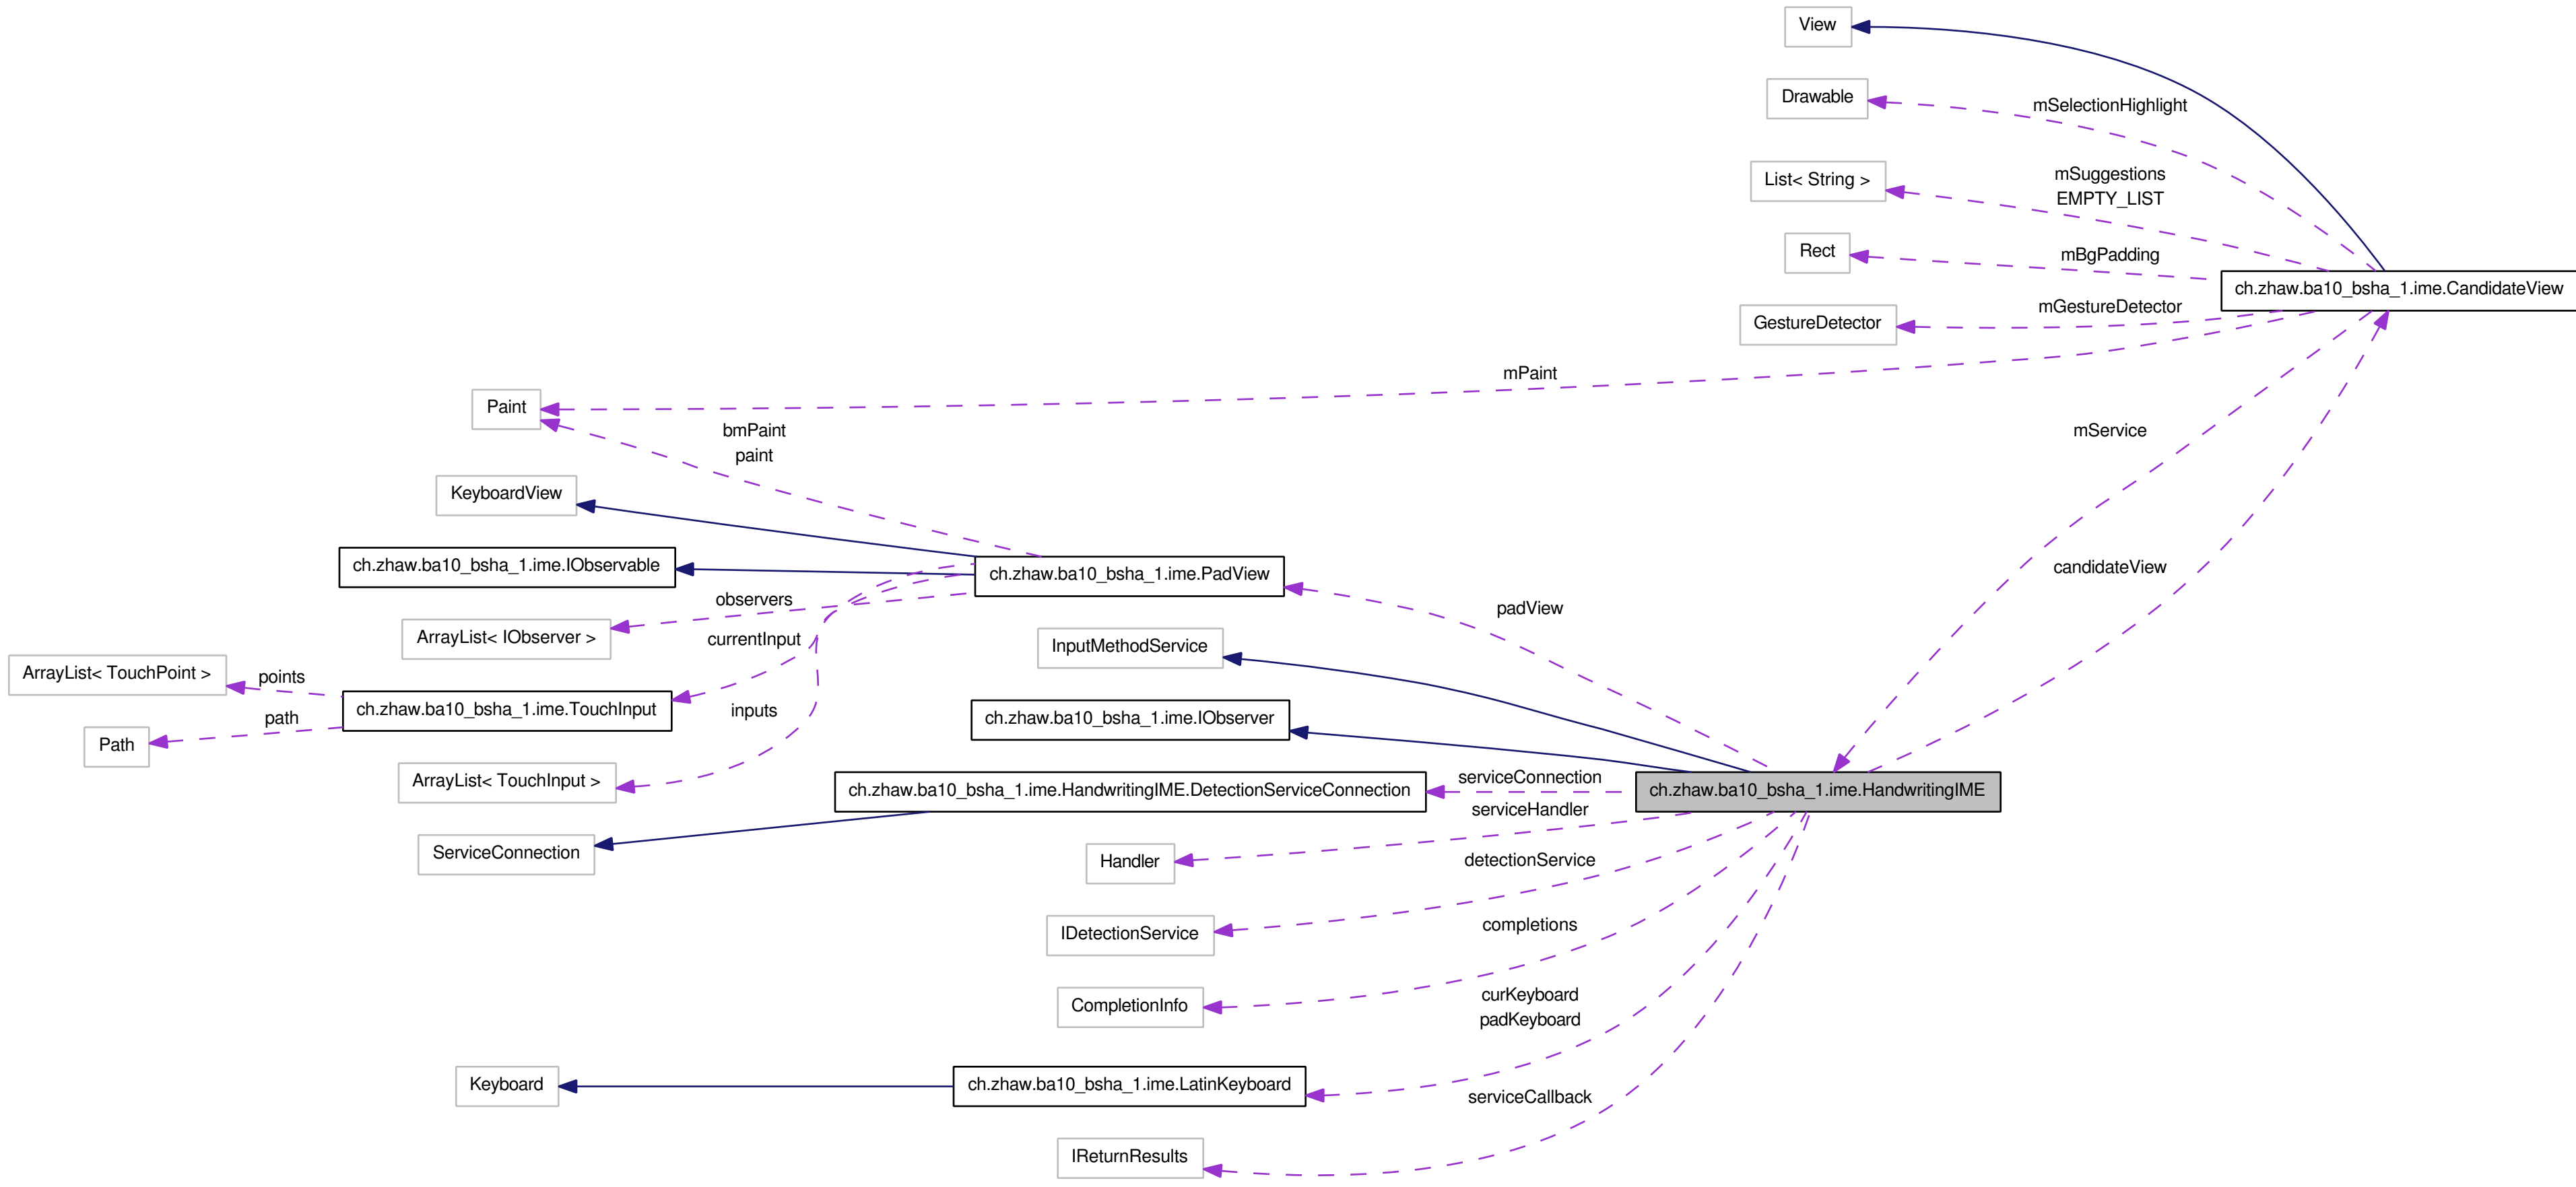 View
Drawable
mSelectionHighlight
List< String >
mSuggestions
EMPTY_LIST
Rect
mBgPadding
ch.zhaw.ba10_bsha_1.ime.CandidateView
GestureDetector
mGestureDetector
mPaint
Paint
bmPaint
paint
mService
KeyboardView
ch.zhaw.ba10_bsha_1.ime.IObservable
ch.zhaw.ba10_bsha_1.ime.PadView
candidateView
observers
padView
ArrayList< IObserver >
currentInput
InputMethodService
ArrayList< TouchPoint >
points
ch.zhaw.ba10_bsha_1.ime.TouchInput
inputs
ch.zhaw.ba10_bsha_1.ime.IObserver
path
Path
ArrayList< TouchInput >
ch.zhaw.ba10_bsha_1.ime.HandwritingIME.DetectionServiceConnection
serviceConnection
ch.zhaw.ba10_bsha_1.ime.HandwritingIME
serviceHandler
ServiceConnection
Handler
detectionService
IDetectionService
completions
CompletionInfo
curKeyboard
padKeyboard
Keyboard
ch.zhaw.ba10_bsha_1.ime.LatinKeyboard
serviceCallback
IReturnResults